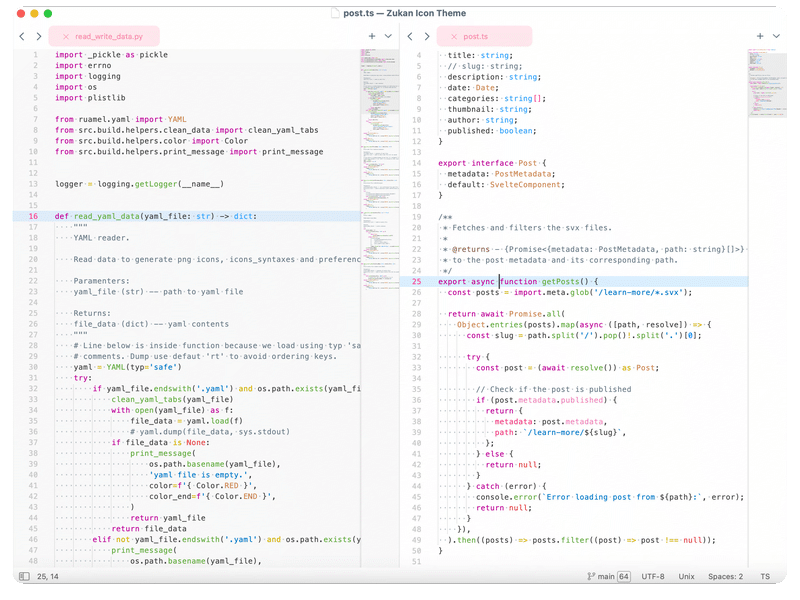 post.ts — Zukan Icon Theme
read_write_data.py
1 import _pickle as pickle
2 import errno
3 import logging
4 import os
5 import plistlib
6
7 from ruamel.yaml import YAML
8 from src.build.helpers.clean_data import clean_yaml_tabs
9 from src.build.helpers.color import Color
10 from src.build.helpers.print_message import print_message
11
12
13 logger = logging.getLogger(__name__)
14
15
16 def read_yaml_data(yaml_file: str) -> dict:
17 """
18 YAML reader.
19
20 Read data to generate png icons, icons_syntaxes and preferenc
21
22 Paramenters:
23 yaml_file (str) -- path to yaml file
24
25 Returns:
26 file_data (dict) -- yaml contents
27 """
28 # Line below is inside function because we load using typ 'sa
29 # comments. Dump use defaut 'rt' to avoid ordering keys.
30 yaml = YAML(typ='safe')
31 try:
32 if yaml_file.endswith('.yaml') and os.path.exists(yaml_fi
33 clean_yaml_tabs(yaml_file)
34 with open(yaml_file) as f:
35 file_data = yaml.load(f)
36 # yaml.dump(file_data, sys.stdout)
37 if file_data is None:
38 print_message(
39 os.path.basename(yaml_file),
40 'yaml file is empty.',
41 color=f'{ Color.RED }',
42 color_end=f'{ Color.END }',
43 )
44 return yaml_file
45 return file_data
46 elif not yaml_file.endswith('.yaml') and os.path.exists(y
47 print_message(
48 os.path.basename(yaml_file),
post.ts
4 title: string;
5 // slug: string;
6 description: string;
7 date: Date;
8 categories: string[];
9 thumbnail: string;
10 author: string;
11 published: boolean;
12 }
13
14 export interface Post {
15 metadata: PostMetadata;
16 default: SvelteComponent;
17 }
18
19 /**
20 * Fetches and filters the svx files.
21 *
22 * @returns - {Promise<{metadata: PostMetadata, path: string}[]>}
23 * to the post metadata and its corresponding path.
24 */
25 export async function getPosts() {
26 const posts = import.meta.glob('/learn-more/*.svx');
27
28 return await Promise.all(
29 Object.entries(posts).map(async ([path, resolve]) => {
30 const slug = path.split('/').pop()!.split('.')[0];
31
32 try {
33 const post = (await resolve()) as Post;
34
35 // Check if the post is published
36 if (post.metadata.published) {
37 return {
38 metadata: post.metadata,
39 path: `/learn-more/${slug}`,
40 };
41 } else {
42 return null;
43 }
44 } catch (error) {
45 console.error(`Error loading post from ${path}:`, error);
46 return null;
47 }
48 }),
49 ).then((posts) => posts.filter((post) => post !== null));
50 }
51
25, 14
main 64 UTF-8 Unix Spaces: 2 TS